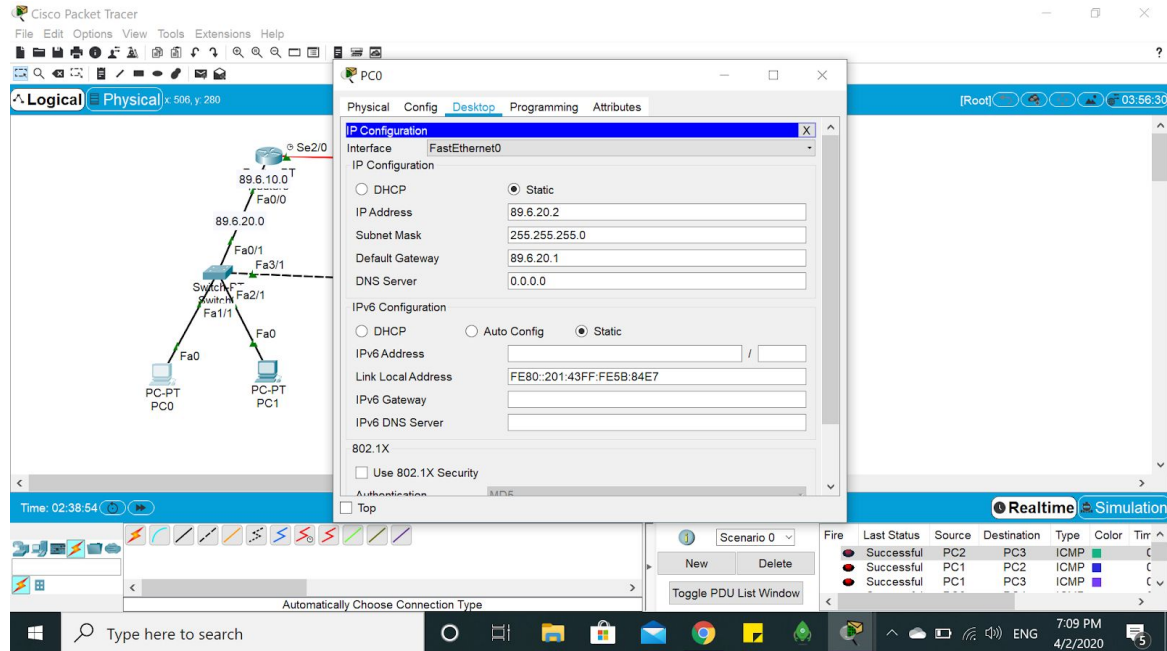 Cisco Packet Tracer
File Edit Options View Tools Extensions Help
?
Logical Physical x: 506, y: 280
[Root] 03:56:30
Se2/0
89.6.10.0
Fa0/0
89.6.20.0
Fa0/1
Fa3/1
Switch-PT
Switch
Fa2/1
Fa1/1
Fa0
Fa0
PC-PT
PC0
PC-PT
PC1
PC0
Physical Config Desktop Programming Attributes
IP Configuration X
Interface FastEthernet0
IP Configuration
DHCP Static
IP Address 89.6.20.2
Subnet Mask 255.255.255.0
Default Gateway 89.6.20.1
DNS Server 0.0.0.0
IPv6 Configuration
DHCP Auto Config Static
IPv6 Address /
Link Local Address FE80::201:43FF:FE5B:84E7
IPv6 Gateway
IPv6 DNS Server
802.1X
Use 802.1X Security
Authentication MD5
Top
Time: 02:38:54
Realtime Simulation
Automatically Choose Connection Type
Scenario 0
New Delete
Toggle PDU List Window
Fire Last Status Source Destination Type Color
Successful PC2 PC3 ICMP
Successful PC1 PC2 ICMP
Successful PC1 PC3 ICMP
Type here to search
ENG
7:09 PM
4/2/2020
5